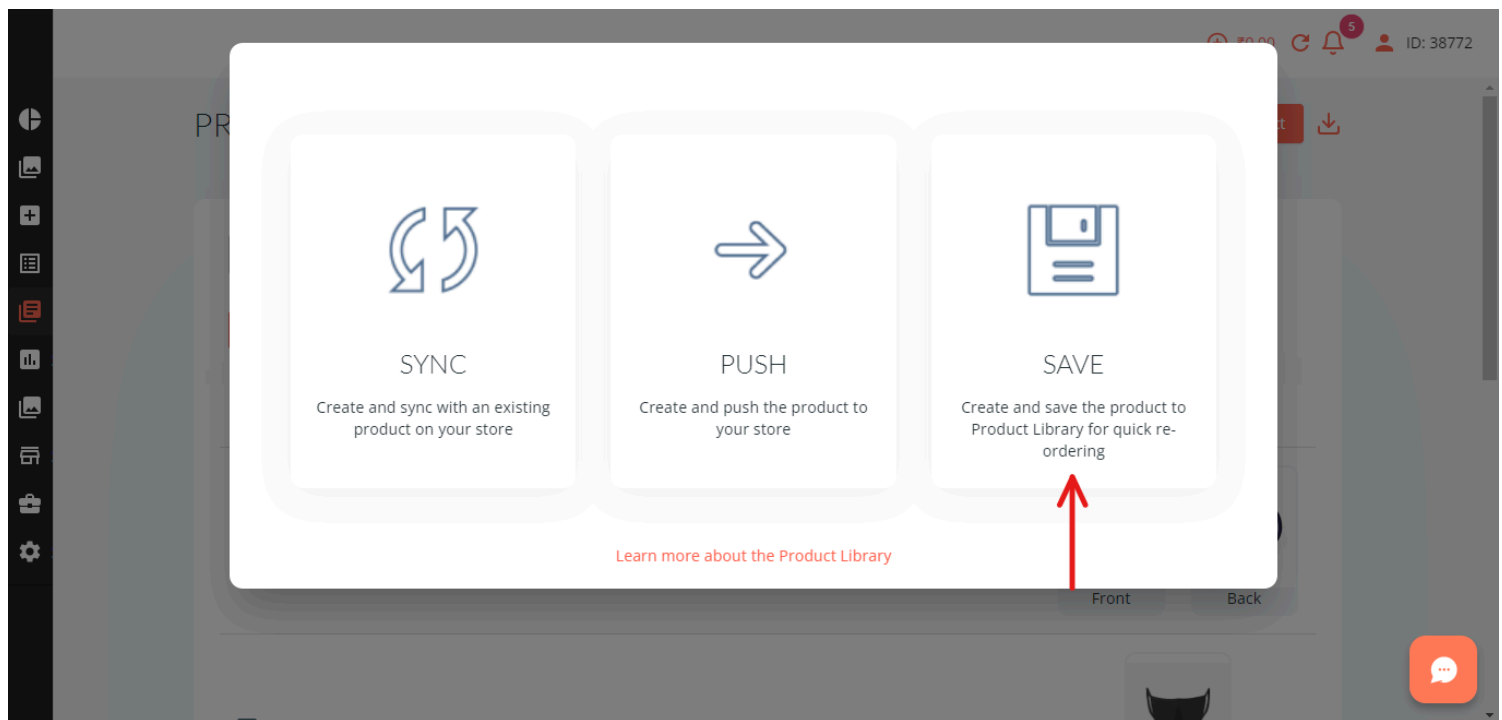 5
ID: 38772
PR
SYNC
Create and sync with an existing
product on your store
PUSH
Create and push the product to
your store
SAVE
Create and save the product to
Product Library for quick re-
ordering
Learn more about the Product Library
Front
Back